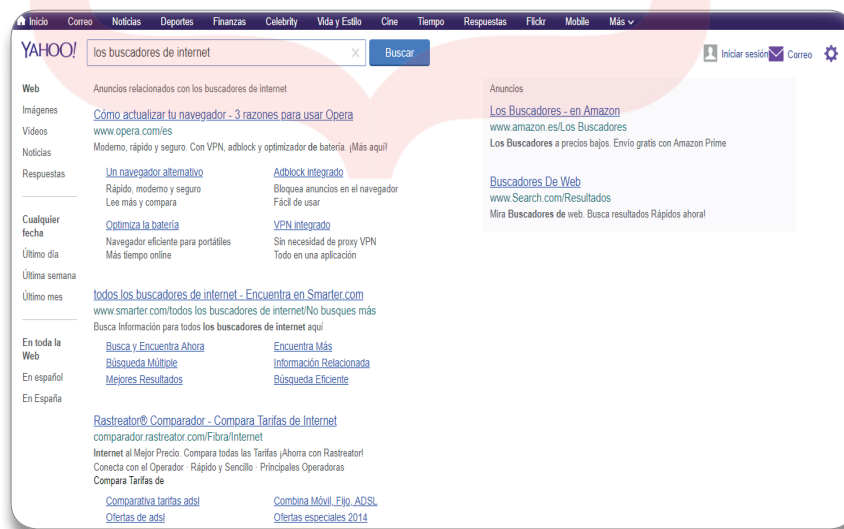 Inicio Correo Noticias Deportes Finanzas Celebrity Vida y Estilo Cine Tiempo Respuestas Flickr Mobile Más
YAHOO! los buscadores de internet × Buscar Iniciar sesión Correo
Web
Imágenes
Vídeos
Noticias
Respuestas
Cualquier
fecha
Último día
Última semana
Último mes
En toda la
Web
En español
En España
Anuncios relacionados con los buscadores de internet
Cómo actualizar tu navegador - 3 razones para usar Opera
www.opera.com/es
Moderno, rápido y seguro. Con VPN, adblock y optimizador de batería. ¡Más aquí!
Un navegador alternativo
Rápido, moderno y seguro
Lee más y compara
Adblock integrado
Bloquea anuncios en el navegador
Fácil de usar
Optimiza la batería
Navegador eficiente para portátiles
Más tiempo online
VPN integrado
Sin necesidad de proxy VPN
Todo en una aplicación
todos los buscadores de internet - Encuentra en Smarter.com
www.smarter.com/todos los buscadores de internet/No busques más
Busca Información para todos los buscadores de internet aquí
Busca y Encuentra Ahora
Búsqueda Múltiple
Mejores Resultados
Encuentra Más
Información Relacionada
Búsqueda Eficiente
Rastreator® Comparador - Compara Tarifas de Internet
comparador.rastreator.com/Fibra/Internet
Internet al Mejor Precio. Compara todas las Tarifas ¡Ahorra con Rastreator!
Conecta con el Operador · Rápido y Sencillo · Principales Operadoras
Compara Tarifas de
Comparativa tarifas adsl
Ofertas de adsl
Combina Móvil, Fijo, ADSL
Ofertas especiales 2014
Anuncios
Los Buscadores - en Amazon
www.amazon.es/Los Buscadores
Los Buscadores a precios bajos. Envío gratis con Amazon Prime
Buscadores De Web
www.Search.com/Resultados
Mira Buscadores de web. Busca resultados Rápidos ahora!